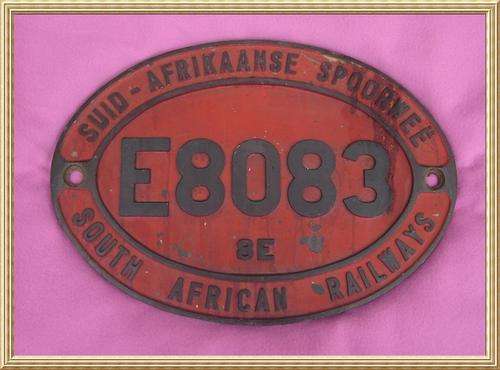 SUID-AFRIKAANSE SPOORWEË
E8083
8E
SOUTH AFRICAN RAILWAYS